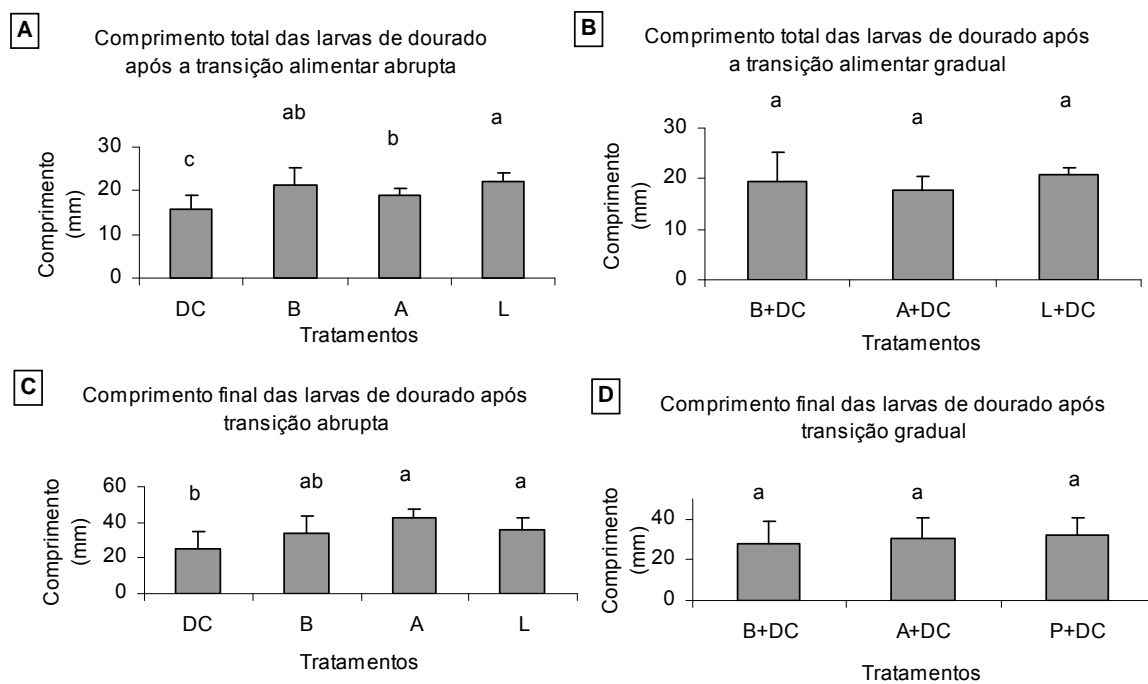 A
Comprimento total das larvas de dourado
após a transição alimentar abrupta
c
ab
b
a
30
20
10
0
Comprimento
(mm)
DC B A L
Tratamentos
B
Comprimento total das larvas de dourado após
a transição alimentar gradual
a a a
30
20
10
0
Comprimento
(mm)
B+DC A+DC L+DC
Tratamentos
C
Comprimento final das larvas de dourado após
transição abrupta
b ab a a
60
40
20
0
Comprimento
(mm)
DC B A L
Tratamentos
D
Comprimento final das larvas de dourado após
transição gradual
a a a
40
20
0
Comprimento
(mm)
B+DC A+DC P+DC
Tratamentos